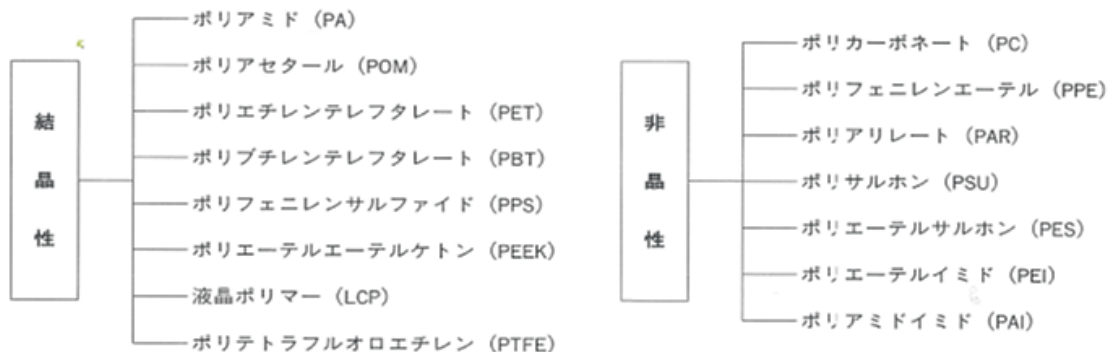 結晶性
ポリアミド (PA)
ポリアセタール (POM)
ポリエチレンテレフタレート (PET)
ポリブチレンテレフタレート (PBT)
ポリフェニレンサルファイド (PPS)
ポリエーテルエーテルケトン (PEEK)
液晶ポリマー (LCP)
ポリテトラフルオロエチレン (PTFE)
非晶性
ポリカーボネート (PC)
ポリフェニレンエーテル (PPE)
ポリアリレート (PAR)
ポリサルホン (PSU)
ポリエーテルサルホン (PES)
ポリエーテルイミド (PEI)
ポリアミドイミド (PAI)